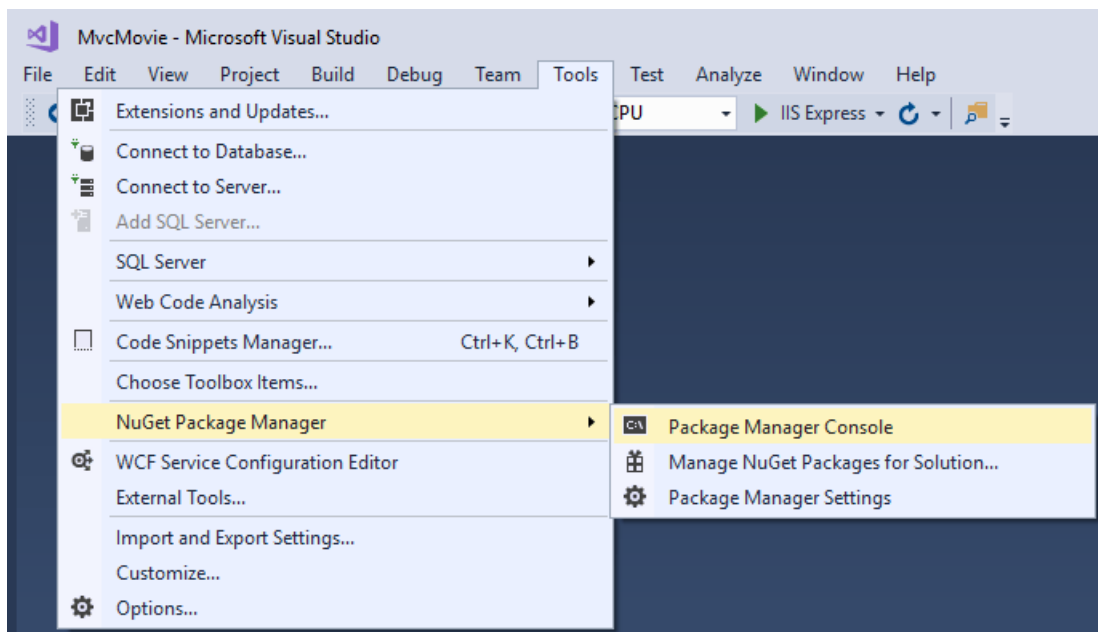 MvcMovie - Microsoft Visual Studio
File Edit View Project Build Debug Team Tools Test Analyze Window Help
Extensions and Updates... IIS Express
Connect to Database...
Connect to Server...
Add SQL Server...
SQL Server
Web Code Analysis
Code Snippets Manager... Ctrl+K, Ctrl+B
Choose Toolbox Items...
NuGet Package Manager
Package Manager Console
WCF Service Configuration Editor
Manage NuGet Packages for Solution...
External Tools...
Package Manager Settings
Import and Export Settings...
Customize...
Options...